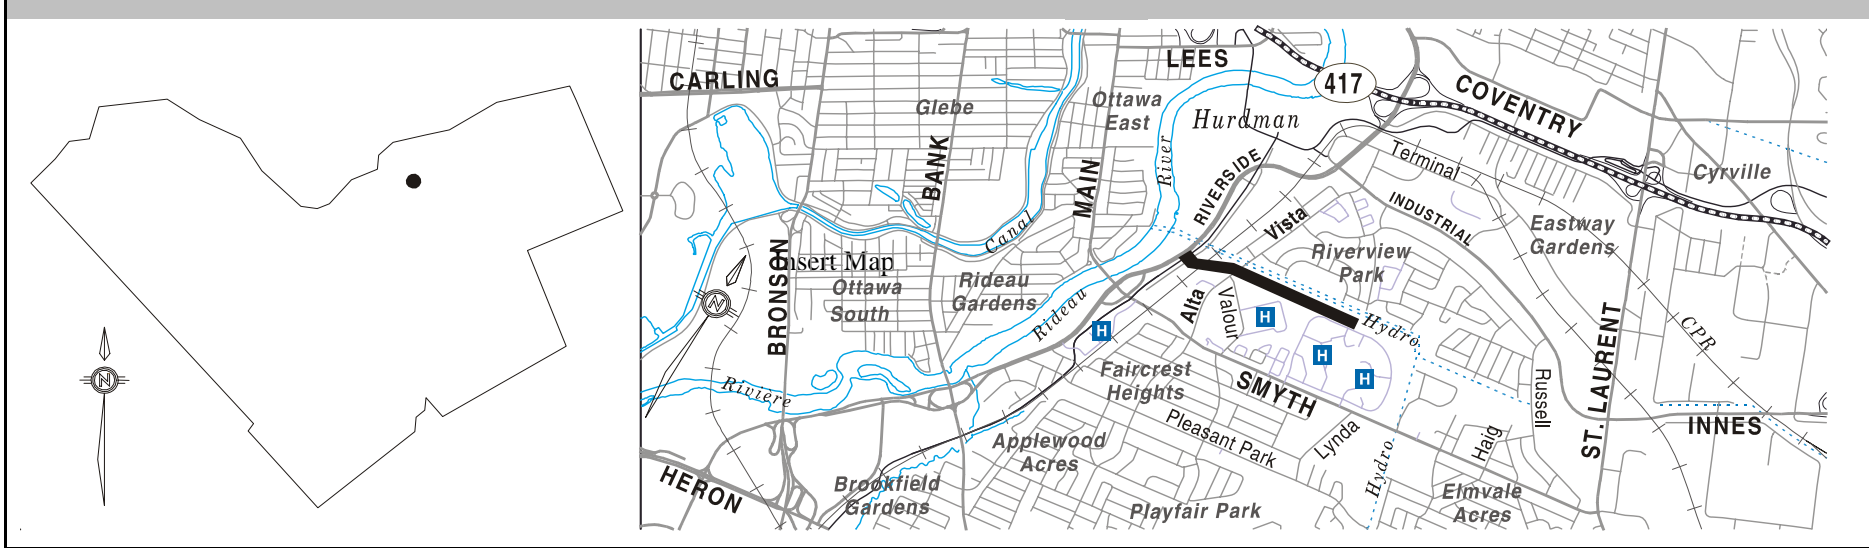 LEES
417
CARLING
COVENTRY
Glebe
Ottawa
East
Hurdman
River
Terminal
BANK
MAIN
RIVERSIDE
Cyrville
Vista
INDUSTRIAL
Eastway
Gardens
Canal
BRONSON
nsert Map
Riverview
Park
Ottawa
South
Rideau
Gardens
Rideau
Alta
Valour
H
H
H
H
Hydro
CPR
ST. LAURENT
Riviere
Faircrest
Heights
SMYTH
Russell
INNES
Pleasant Park
Lynda
Haig
Applewood
Acres
Hydro
HERON
Brookfield
Gardens
Playfair Park
Elmvale
Acres
N
N